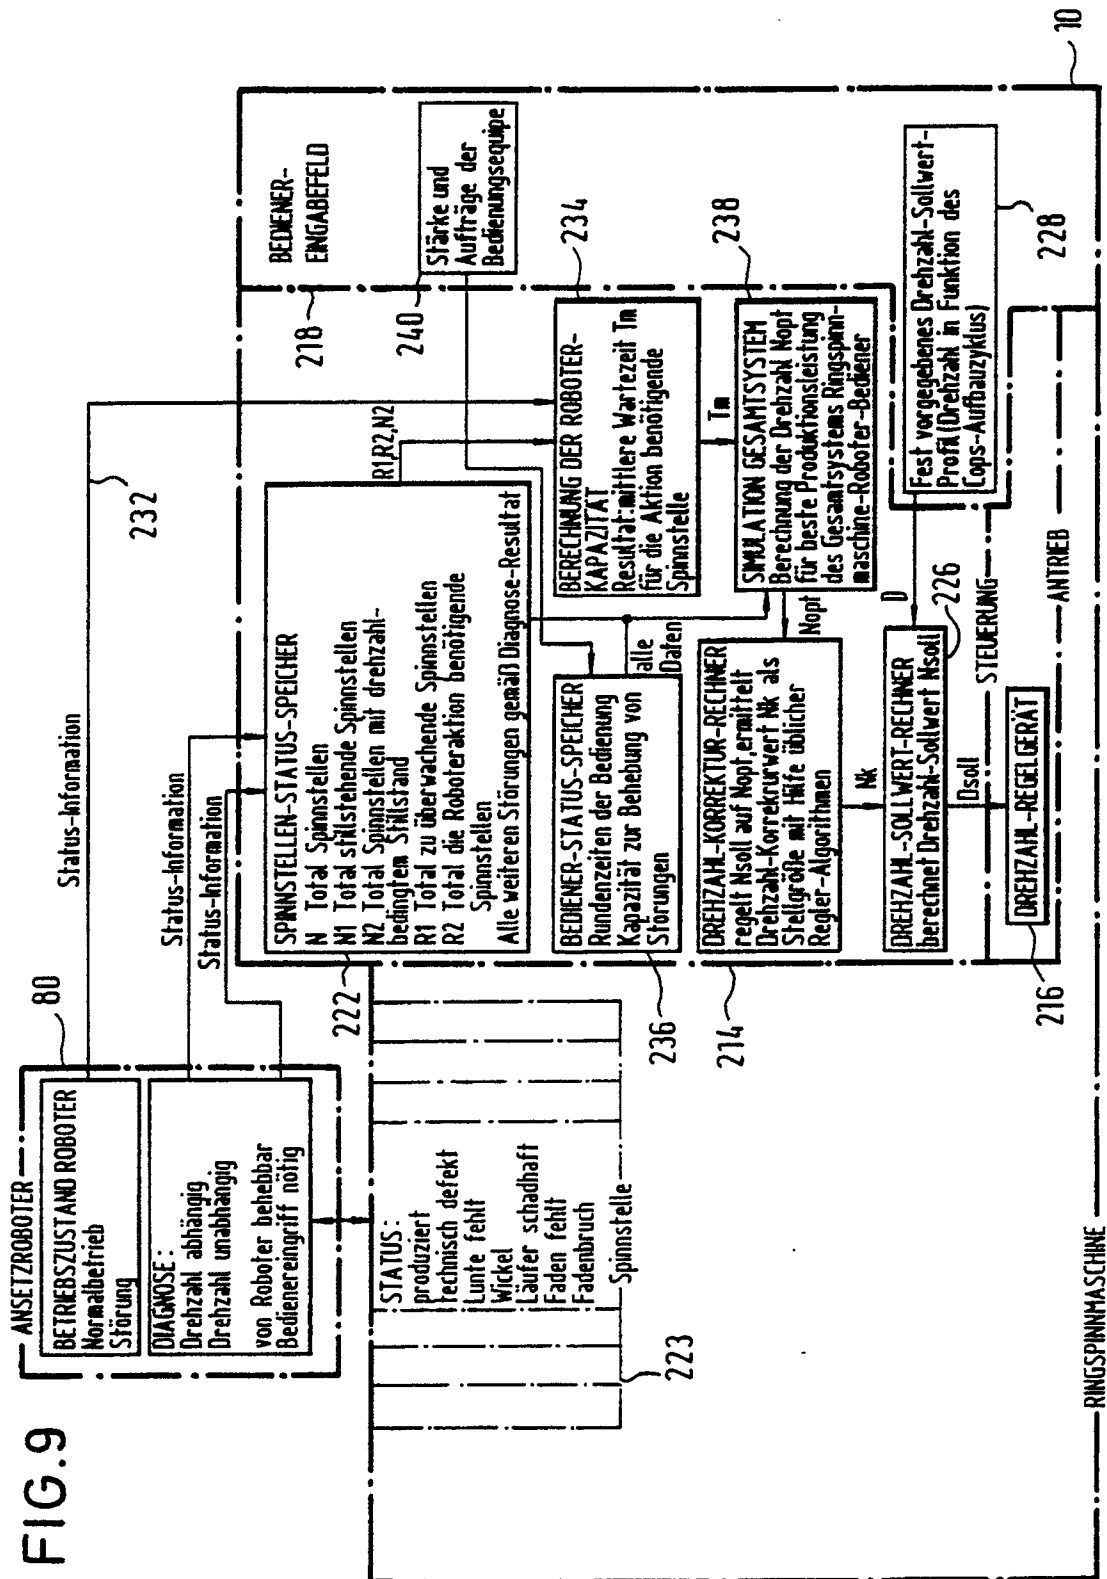 FIG.9
ANSETZROBOTER
80
BETRIEBSZUSTAND ROBOTER
Normalbetrieb
Störung
DIAGNOSE:
Drehzahl abhängig
Drehzahl unabhängig
von Roboter behebbar
Bedienereingriff nötig
Status-Information
232
Status-Information
Status-Information
STATUS:
produziert
technisch defekt
Lunte fehlt
Wickel
Läufer schadhaft
Faden fehlt
Fadenbruch
Spinnstelle
223
BEDIENER-
EINGABEFELD
218
240
Stärke und
Aufträge der
Bedienungsequipe
SPINNSTELLEN-STATUS-SPEICHER
N Total Spinnstellen
N1 Total stillstehende Spinnstellen
N2 Total Spinnstellen mit drehzahl-
bedingtem Stillstand
R1 Total zu überwachende Spinnstellen
R2 Total die Roboteraktion benötigende
Spinnstellen
Alle weiteren Störungen gemäß Diagnose-Resultat
222
R1,R2,N2
BERECHNUNG DER ROBOTER-
KAPAZITÄT
Resultat:mittlere Wartezeit Tm
für die Aktion benötigende
Spinnstelle
234
BEDIENER-STATUS-SPEICHER
Rundenzeiten der Bedienung
Kapazität zur Behebung von
Störungen
236
alle
Daten
Tm
SIMULATION GESAMTSYSTEM
Berechnung der Drehzahl Nopt
für beste Produktionsleistung
des Gesamtsystems Ringspinn-
maschine-Roboter-Bediener
238
Nopt
DREHZAHL-KORREKTUR-RECHNER
regelt Nsoll auf Nopt,ermittelt
Drehzahl-Korrekurwert Nk als
Stellgröße mit Hilfe üblicher
Regler-Algorithmen
214
Nk
D
Fest vorgegebenes Drehzahl-Sollwert-
Profil(Drehzahl in Funktion des
Cops-Aufbauzyklus)
228
DREHZAHL-SOLLWERT-RECHNER
berechnet Drehzahl-Sollwert Nsoll
226
STEUERUNG
Dsoll
DREHZAHL-REGELGERÄT
216
ANTRIEB
RINGSPINNMASCHINE
10